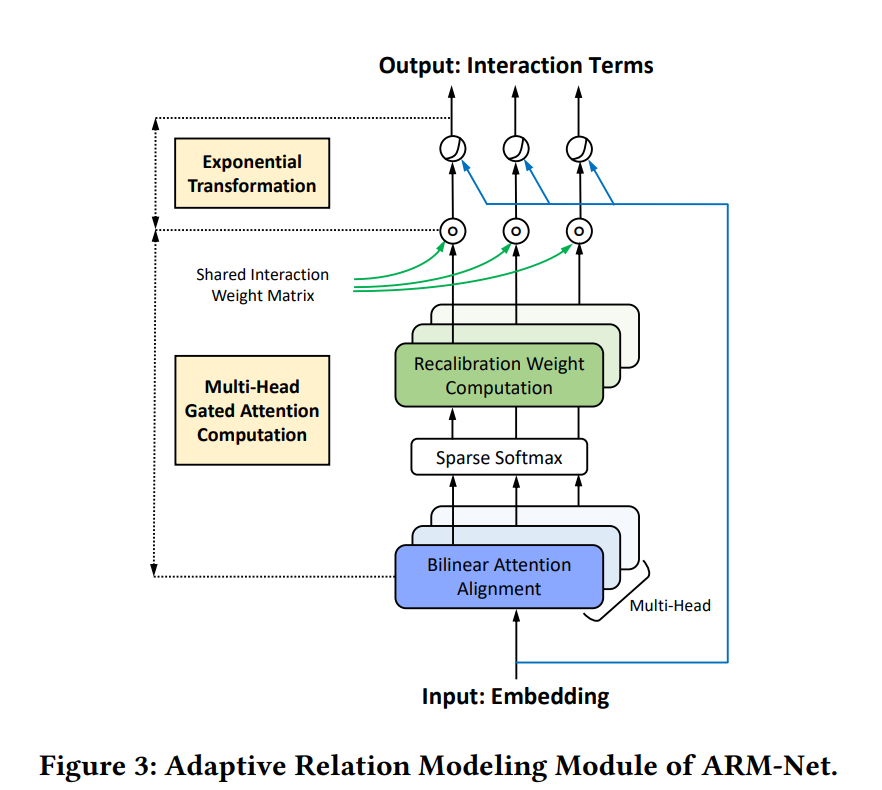 Output: Interaction Terms
Exponential
Transformation
Shared Interaction
Weight Matrix
Recalibration Weight
Computation
Multi-Head
Gated Attention
Computation
Sparse Softmax
Bilinear Attention
Alignment
Multi-Head
Input: Embedding
Figure 3: Adaptive Relation Modeling Module of ARM-Net.